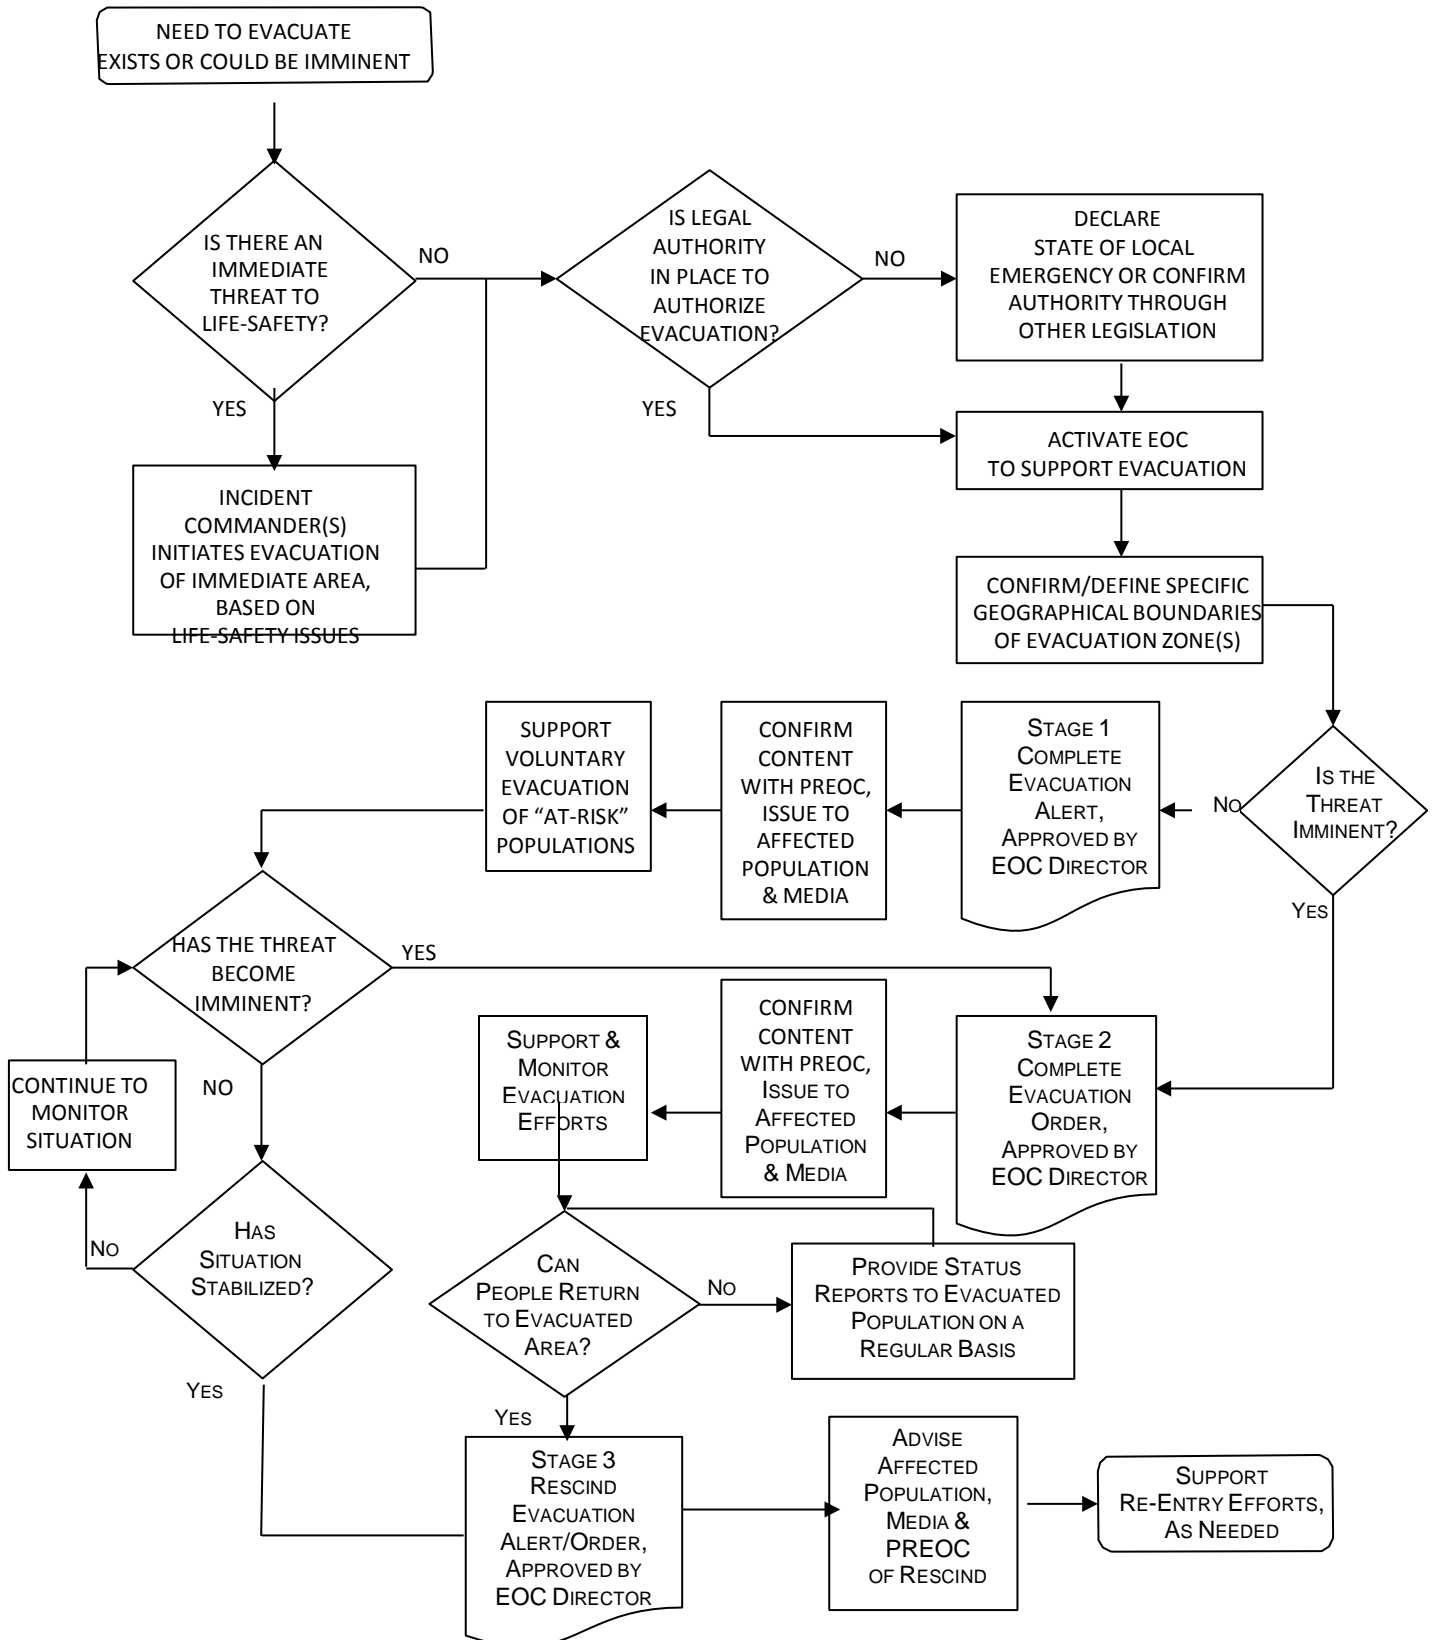 NEED TO EVACUATE
EXISTS OR COULD BE IMMINENT
IS THERE AN
IMMEDIATE
THREAT TO
LIFE-SAFETY?
NO
YES
INCIDENT
COMMANDER(S)
INITIATES EVACUATION
OF IMMEDIATE AREA,
BASED ON
LIFE-SAFETY ISSUES
IS LEGAL
AUTHORITY
IN PLACE TO
AUTHORIZE
EVACUATION?
NO
YES
DECLARE
STATE OF LOCAL
EMERGENCY OR CONFIRM
AUTHORITY THROUGH
OTHER LEGISLATION
ACTIVATE EOC
TO SUPPORT EVACUATION
CONFIRM/DEFINE SPECIFIC
GEOGRAPHICAL BOUNDARIES
OF EVACUATION ZONE(S)
IS THE
THREAT
IMMINENT?
NO
YES
STAGE 1
COMPLETE
EVACUATION
ALERT,
APPROVED BY
EOC DIRECTOR
CONFIRM
CONTENT
WITH PREOC,
ISSUE TO
AFFECTED
POPULATION
& MEDIA
SUPPORT
VOLUNTARY
EVACUATION
OF “AT-RISK”
POPULATIONS
HAS THE THREAT
BECOME
IMMINENT?
YES
NO
CONTINUE TO
MONITOR
SITUATION
HAS
SITUATION
STABILIZED?
NO
YES
STAGE 2
COMPLETE
EVACUATION
ORDER,
APPROVED BY
EOC DIRECTOR
CONFIRM
CONTENT
WITH PREOC,
ISSUE TO
AFFECTED
POPULATION
& MEDIA
SUPPORT &
MONITOR
EVACUATION
EFFORTS
CAN
PEOPLE RETURN
TO EVACUATED
AREA?
NO
YES
PROVIDE STATUS
REPORTS TO EVACUATED
POPULATION ON A
REGULAR BASIS
STAGE 3
RESCIND
EVACUATION
ALERT/ORDER,
APPROVED BY
EOC DIRECTOR
ADVISE
AFFECTED
POPULATION,
MEDIA &
PREOC
OF RESCIND
SUPPORT
RE-ENTRY EFFORTS,
AS NEEDED